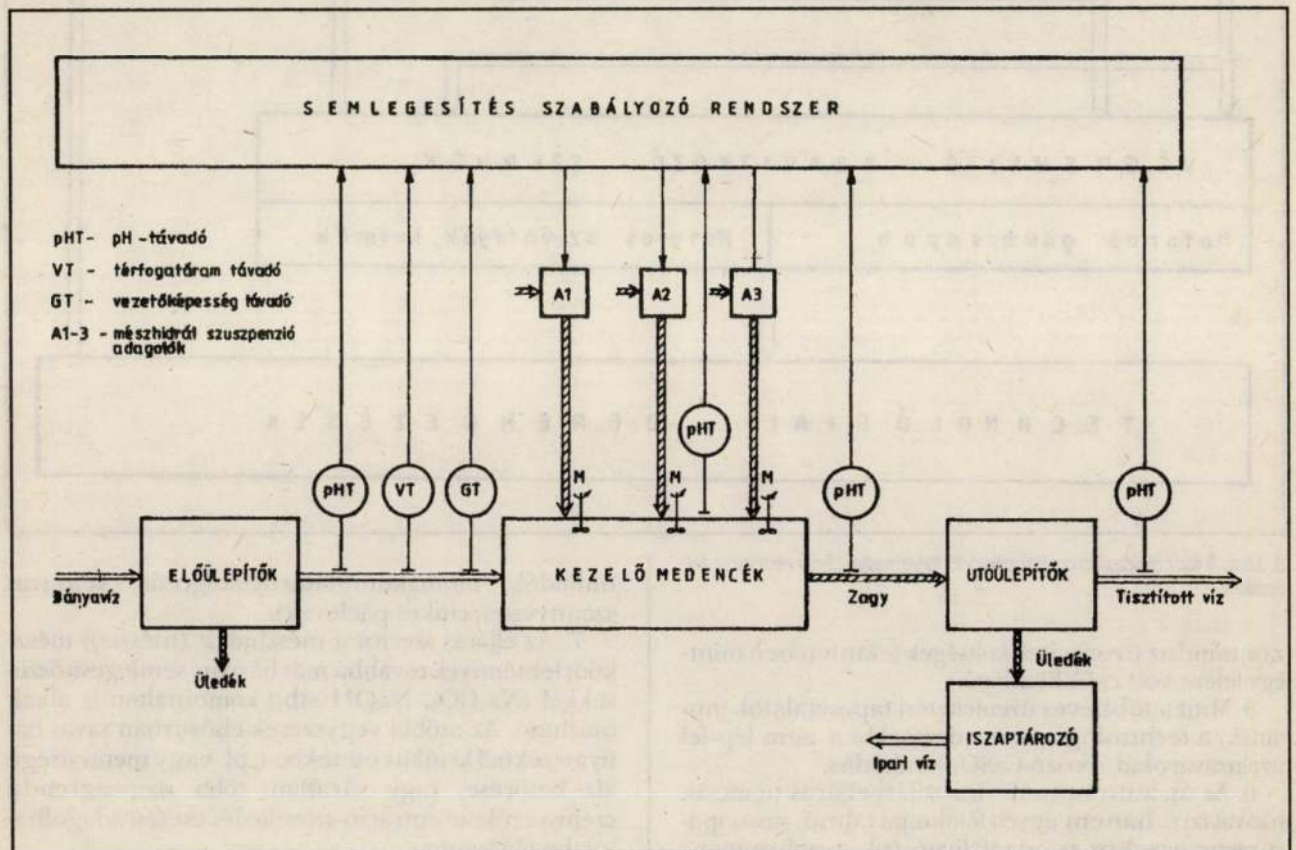 SEMLEGESÍTÉS SZABÁLYOZÓ RENDSZER
pHT- pH-távadó
VT - térfogatáram távadó
GT - vezetőképesség távadó
A1-3 - mészhidrát szuszpenzió
adagolók
A1
A2
A3
pHT
VT
GT
M
M
pHT
M
pHT
pHT
Bányavíz
ELŐÜLEPÍTŐK
KEZELŐ MEDENCÉK
Zagy
UTÓÜLEPÍTŐK
Tisztított víz
Üledék
Üledék
ISZAPTÁROZÓ
Ipari víz